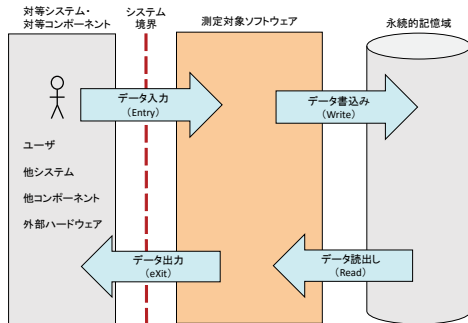 対等システム・
対等コンポーネント
システム
境界
測定対象ソフトウェア
永続的記憶域
データ入力
(Entry)
データ書込み
(Write)
ユーザ
他システム
他コンポーネント
外部ハードウェア
データ出力
(eXit)
データ読出し
(Read)